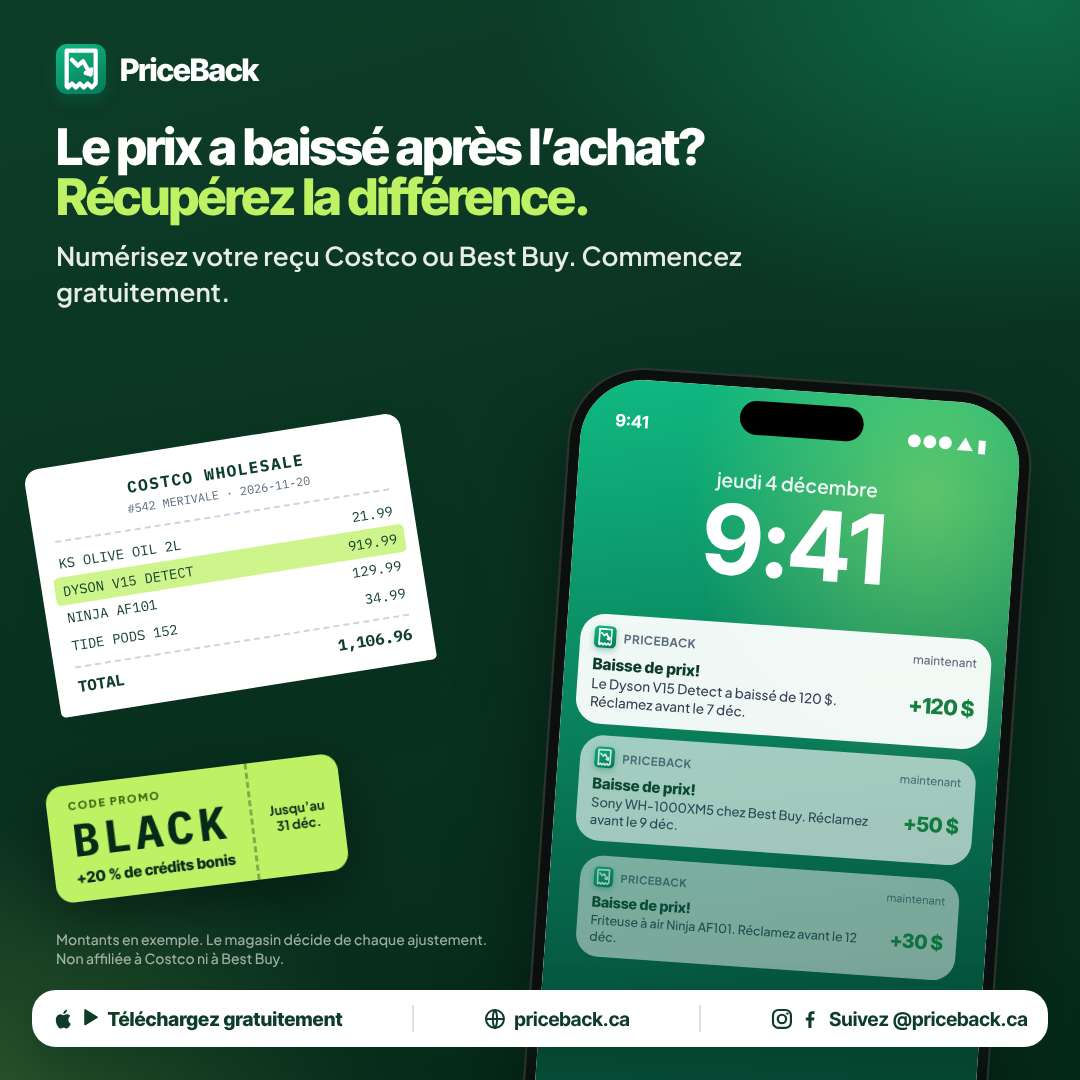 PriceBack
Le prix a baissé après l’achat?
Récupérez la différence.
Numérisez votre reçu Costco ou Best Buy. Commencez
gratuitement.
COSTCO WHOLESALE
#542 MERIVALE · 2026-11-20
KS OLIVE OIL 2L 21.99
DYSON V15 DETECT 919.99
NINJA AF101 129.99
TIDE PODS 152 34.99
TOTAL 1,106.96
CODE PROMO
BLACK
+20 % de crédits bonis
Jusqu’au
31 déc.
Montants en exemple. Le magasin décide de chaque ajustement.
Non affiliée à Costco ni à Best Buy.
9:41
jeudi 4 décembre
9:41
PRICEBACK maintenant
Baisse de prix!
Le Dyson V15 Detect a baissé de 120 $.
Réclamez avant le 7 déc.
+120 $
PRICEBACK maintenant
Baisse de prix!
Sony WH-1000XM5 chez Best Buy. Réclamez
avant le 9 déc.
+50 $
PRICEBACK maintenant
Baisse de prix!
Friteuse à air Ninja AF101. Réclamez avant le 12
déc.
+30 $
Téléchargez gratuitement
priceback.ca
Suivez @priceback.ca